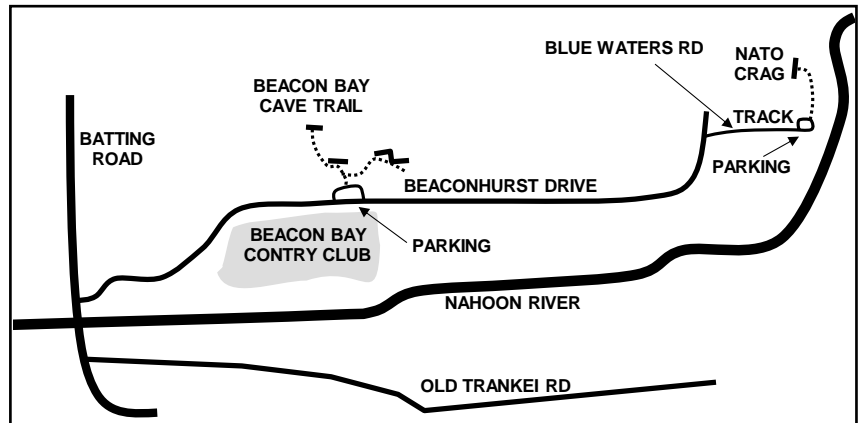 BLUE WATERS RD
NATO
CRAG
BEACON BAY
CAVE TRAIL
BATTING
ROAD
TRACK
PARKING
BEACONHURST DRIVE
BEACON BAY
CONTRY CLUB
PARKING
NAHOON RIVER
OLD TRANKEI RD